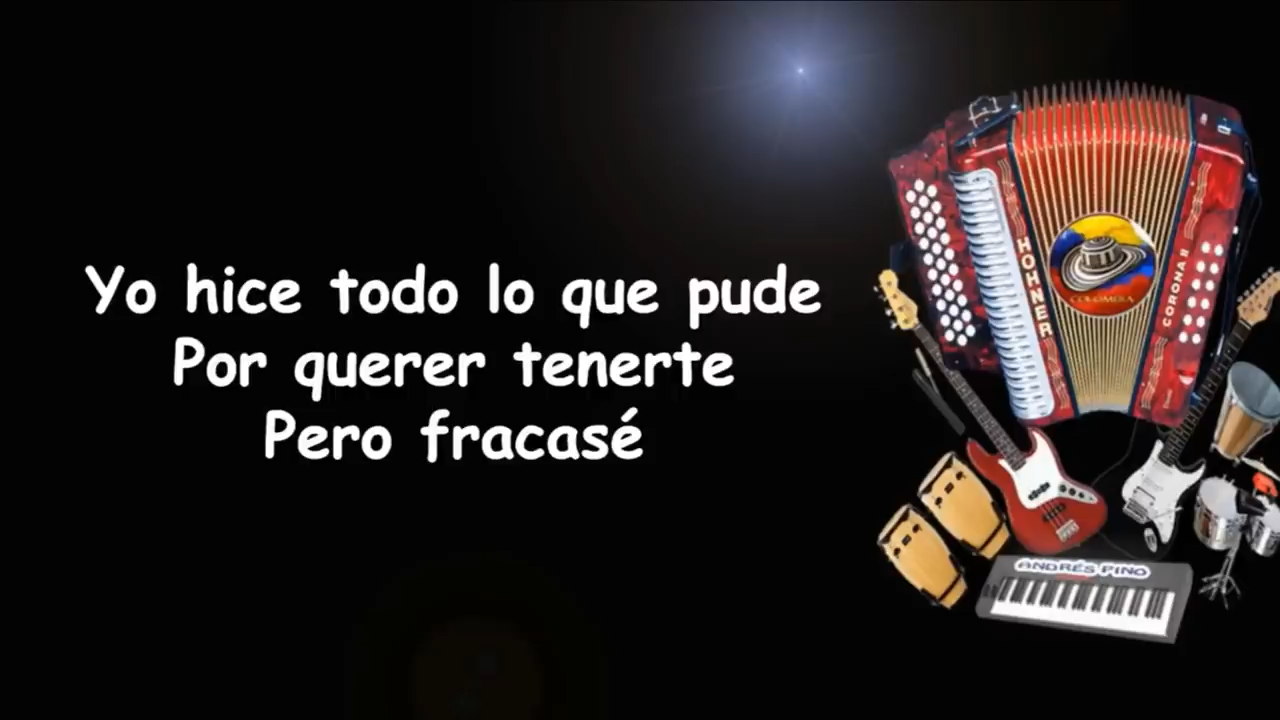 Yo hice todo lo que pude
Por querer tenerte
Pero fracasé
HOHNER
COLOMBIA
CORONA II
ANDRÉS PINO